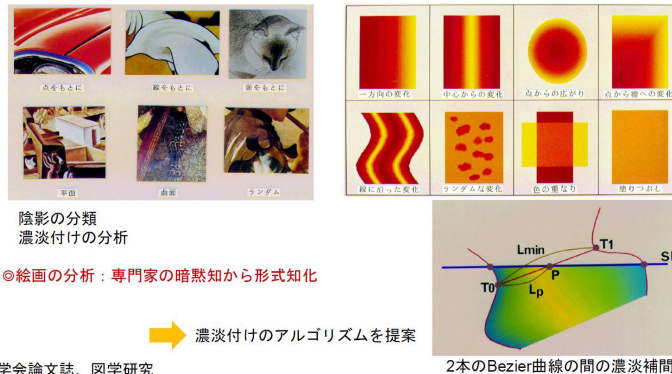 点をもとに
線をもとに
面をもとに
平面
曲面
ランダム
一方向の変化
中心からの変化
点からの広がり
点から線への変化
線に沿った変化
ランダムな変化
色の重なり
塗りつぶし
陰影の分類
濃淡付けの分析
◎絵画の分析：専門家の暗黙知から形式知化
濃淡付けのアルゴリズムを提案
Lmin
T1
P
T0
Lp
2本のBezier曲線の間の濃淡補間
学会論文誌、図学研究